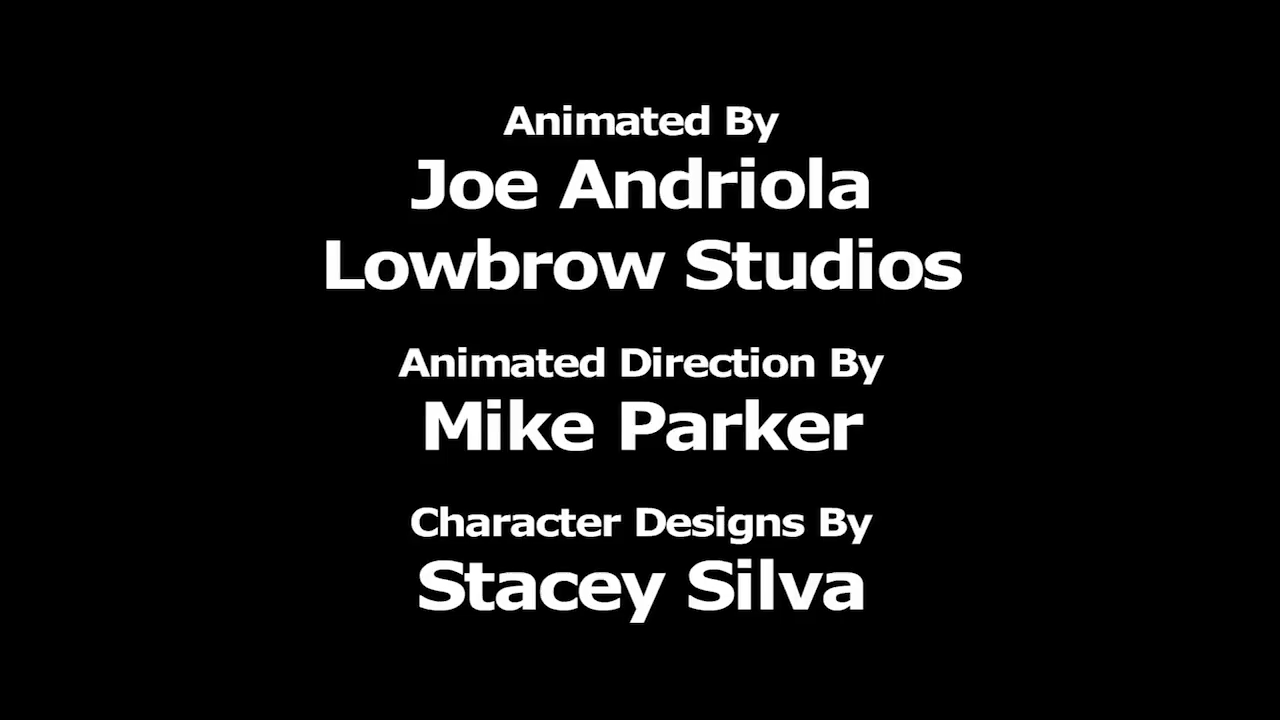 Animated By
Joe Andriola
Lowbrow Studios
Animated Direction By
Mike Parker
Character Designs By
Stacey Silva